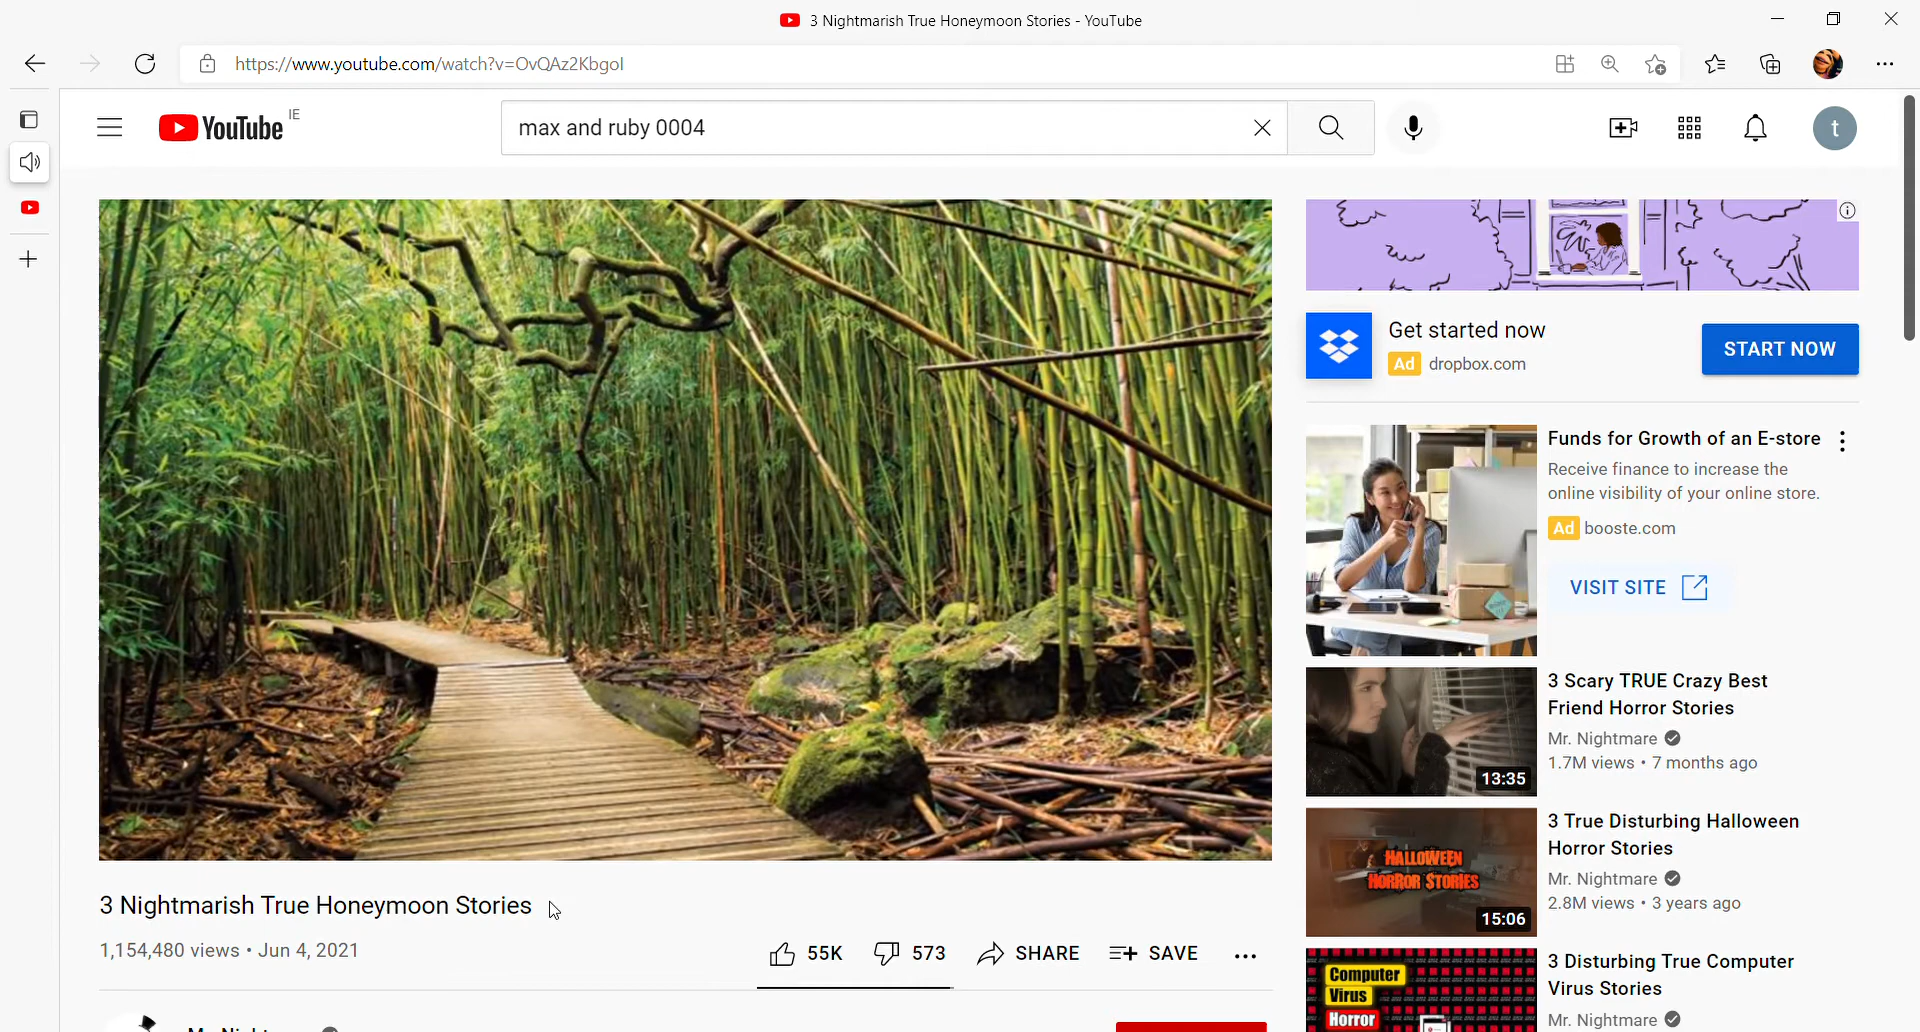 3 Nightmarish True Honeymoon Stories - YouTube
https://www.youtube.com/watch?v=OvQAz2Kbgol
YouTube IE
max and ruby 0004
t
Get started now
Ad dropbox.com
START NOW
Funds for Growth of an E-store
Receive finance to increase the
online visibility of your online store.
Ad booste.com
VISIT SITE
3 Scary TRUE Crazy Best
Friend Horror Stories
Mr. Nightmare
1.7M views • 7 months ago
13:35
3 True Disturbing Halloween
Horror Stories
Mr. Nightmare
2.8M views • 3 years ago
HALLOWEEN
HORROR STORIES
15:06
3 Disturbing True Computer
Virus Stories
Mr. Nightmare
Computer
Virus
Horror
3 Nightmarish True Honeymoon Stories
1,154,480 views • Jun 4, 2021
55K 573 SHARE SAVE